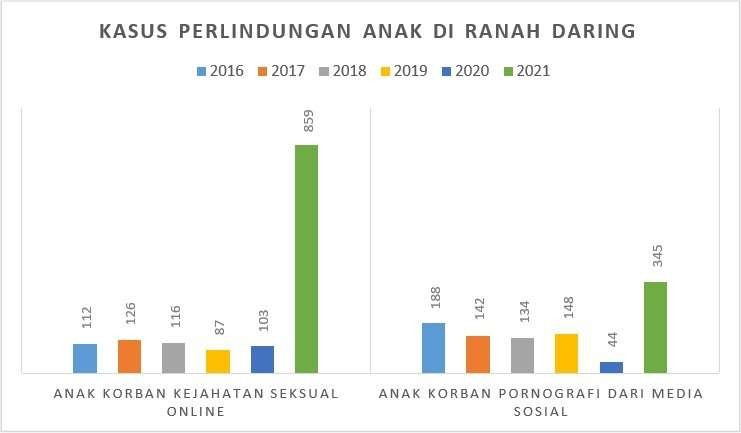 KASUS PERLINDUNGAN ANAK DI RANAH DARING
2016 2017 2018 2019 2020 2021
112 126 116 87 103 859
188 142 134 148 44 345
ANAK KORBAN KEJAHATAN SEKSUAL
ONLINE
ANAK KORBAN PORNOGRAFI DARI MEDIA
SOSIAL